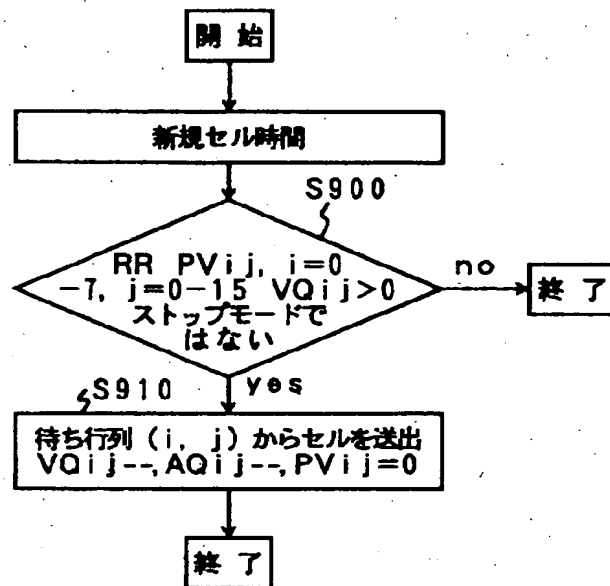 開始
新規セル時間
S900
RR PVij, i=0
-7, j=0-15 VQij>0
ストップモードで
はない
no
終了
S910
yes
待ち行列 (i, j) からセルを送出
VQij--, AQij--, PVij=0
終了